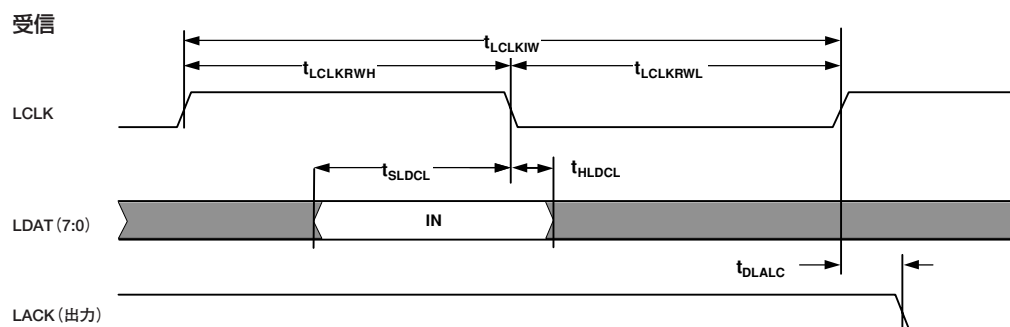 受信
tLCLKIW
tLCLKRWH
tLCLKRWL
LCLK
tSLDCL
tHLDCL
LDAT(7:0)
IN
tDLALC
LACK(出力)